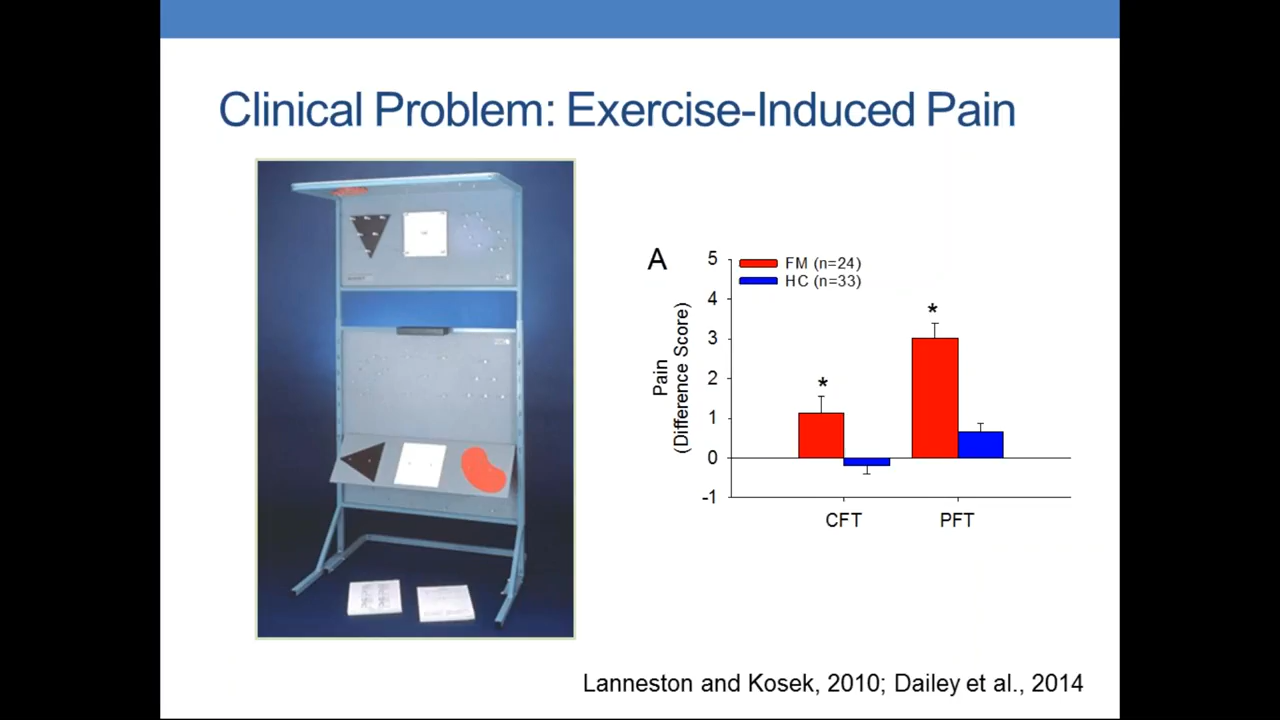 Clinical Problem: Exercise-Induced Pain
A
FM (n=24)
HC (n=33)
Pain
(Difference Score)
5
4
3
2
1
0
-1
*
*
CFT
PFT
Lanneston and Kosek, 2010; Dailey et al., 2014